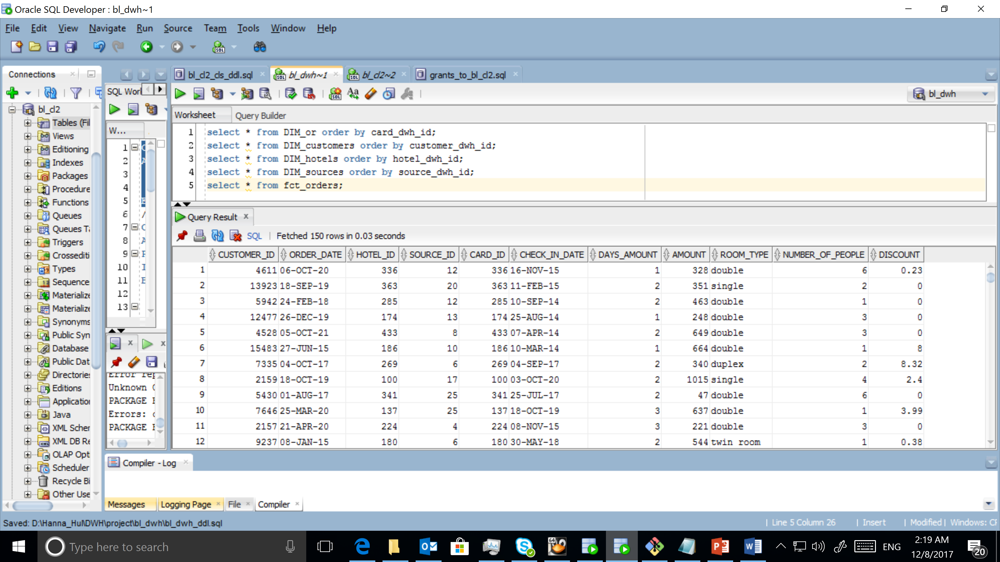 Oracle SQL Developer : bl_dwh~1
File Edit View Navigate Run Source Team Tools Window Help
Connections
bl_cl2_cls_ddl.sql bl_dwh~1 bl_cl2~2 grants_to_bl_cl2.sql
SQL Worl
bl_dwh
bl_cl2
Tables (Fil
Views
Editioning
Indexes
Packages
Procedure
Functions
Queues
Queues Ta
Triggers
Crossediti
Types
Sequence
Materialize
Materialize
Synonyms
Public Syn
Database
Public Dat
Directories
Editions
Application
Java
XML Scher
XML DB Re
OLAP Opt
Scheduler
Recycle Bi
Other Use
W...
1
2 A
3
4
5 E
6 /
7 C
8 A
9 F
10 I
11 E
12
13
Unknown
PACKAGE
Errors:
PACKAGE
Worksheet Query Builder
1 select * from DIM_or order by card_dwh_id;
2 select * from DIM_customers order by customer_dwh_id;
3 select * from DIM_hotels order by hotel_dwh_id;
4 select * from DIM_sources order by source_dwh_id;
5 select * from fct_orders;
Query Result
SQL | Fetched 150 rows in 0.03 seconds
CUSTOMER_ID ORDER_DATE HOTEL_ID SOURCE_ID CARD_ID CHECK_IN_DATE DAYS_AMOUNT AMOUNT ROOM_TYPE NUMBER_OF_PEOPLE DISCOUNT
1 4611 06-OCT-20 336 12 336 16-NOV-15 1 328 double 6 0.23
2 13923 18-SEP-19 363 20 363 11-FEB-15 2 351 single 2 0
3 5942 24-FEB-18 285 12 285 10-SEP-14 2 463 double 1 0
4 12477 26-DEC-19 174 13 174 25-AUG-14 1 248 double 3 0
5 4528 05-OCT-21 433 8 433 07-APR-14 2 649 double 3 0
6 15483 27-JUN-15 186 10 186 10-MAR-14 1 664 double 1 8
7 7335 04-OCT-17 269 6 269 04-SEP-17 2 340 duplex 2 8.32
8 2159 18-OCT-19 100 17 100 03-OCT-20 2 1015 single 4 2.4
9 5430 01-AUG-17 341 25 341 25-JUL-17 2 47 double 6 0
10 7646 25-MAR-20 137 25 137 18-OCT-19 3 637 double 1 3.99
11 2157 21-APR-20 224 4 224 08-NOV-15 3 221 double 3 0
12 9237 08-JAN-15 180 6 180 30-MAY-18 2 544 twin room 1 0.38
Compiler - Log
Messages Logging Page File Compiler
Saved: D:\Hanna_Hul\DWH\project\bl_dwh\bl_dwh_ddl.sql
| Line 5 Column 26 | Insert | Modified | Windows: CF
Type here to search
ENG
2:19 AM
12/8/2017
20